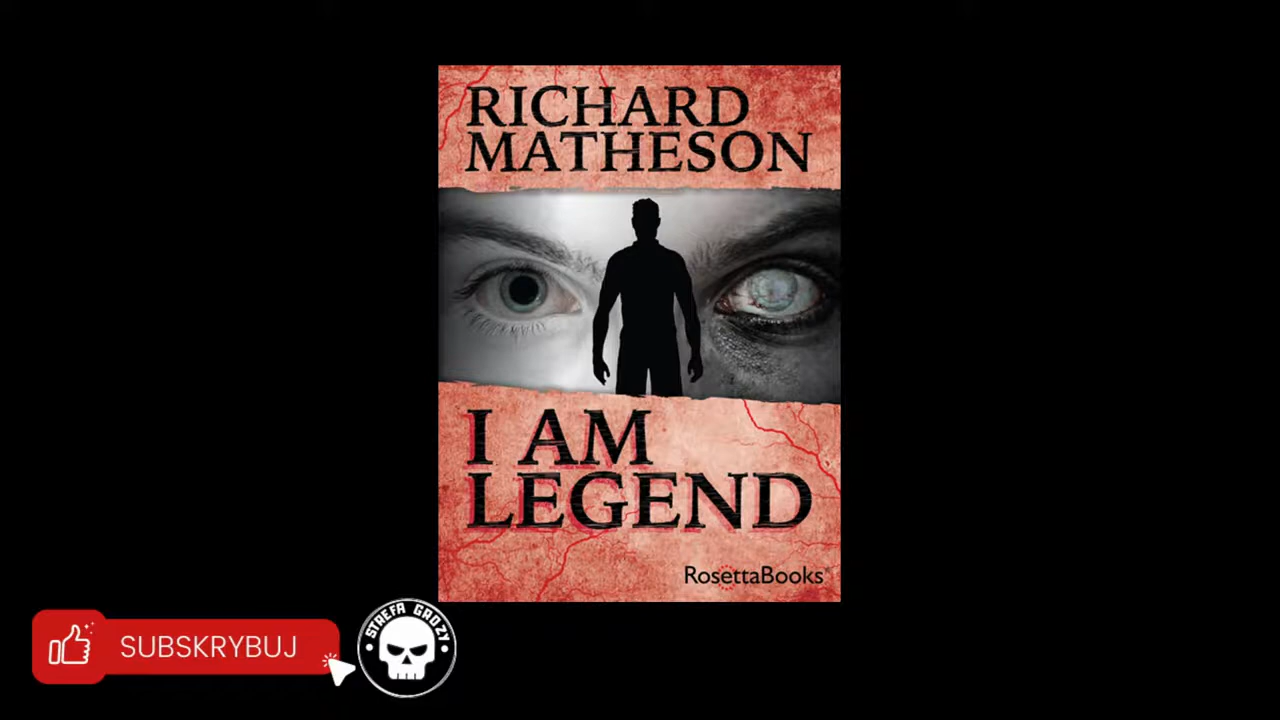 RICHARD
MATHESON
I AM
LEGEND
RosettaBooks
SUBSKRYBUJ
STREFA GROZY